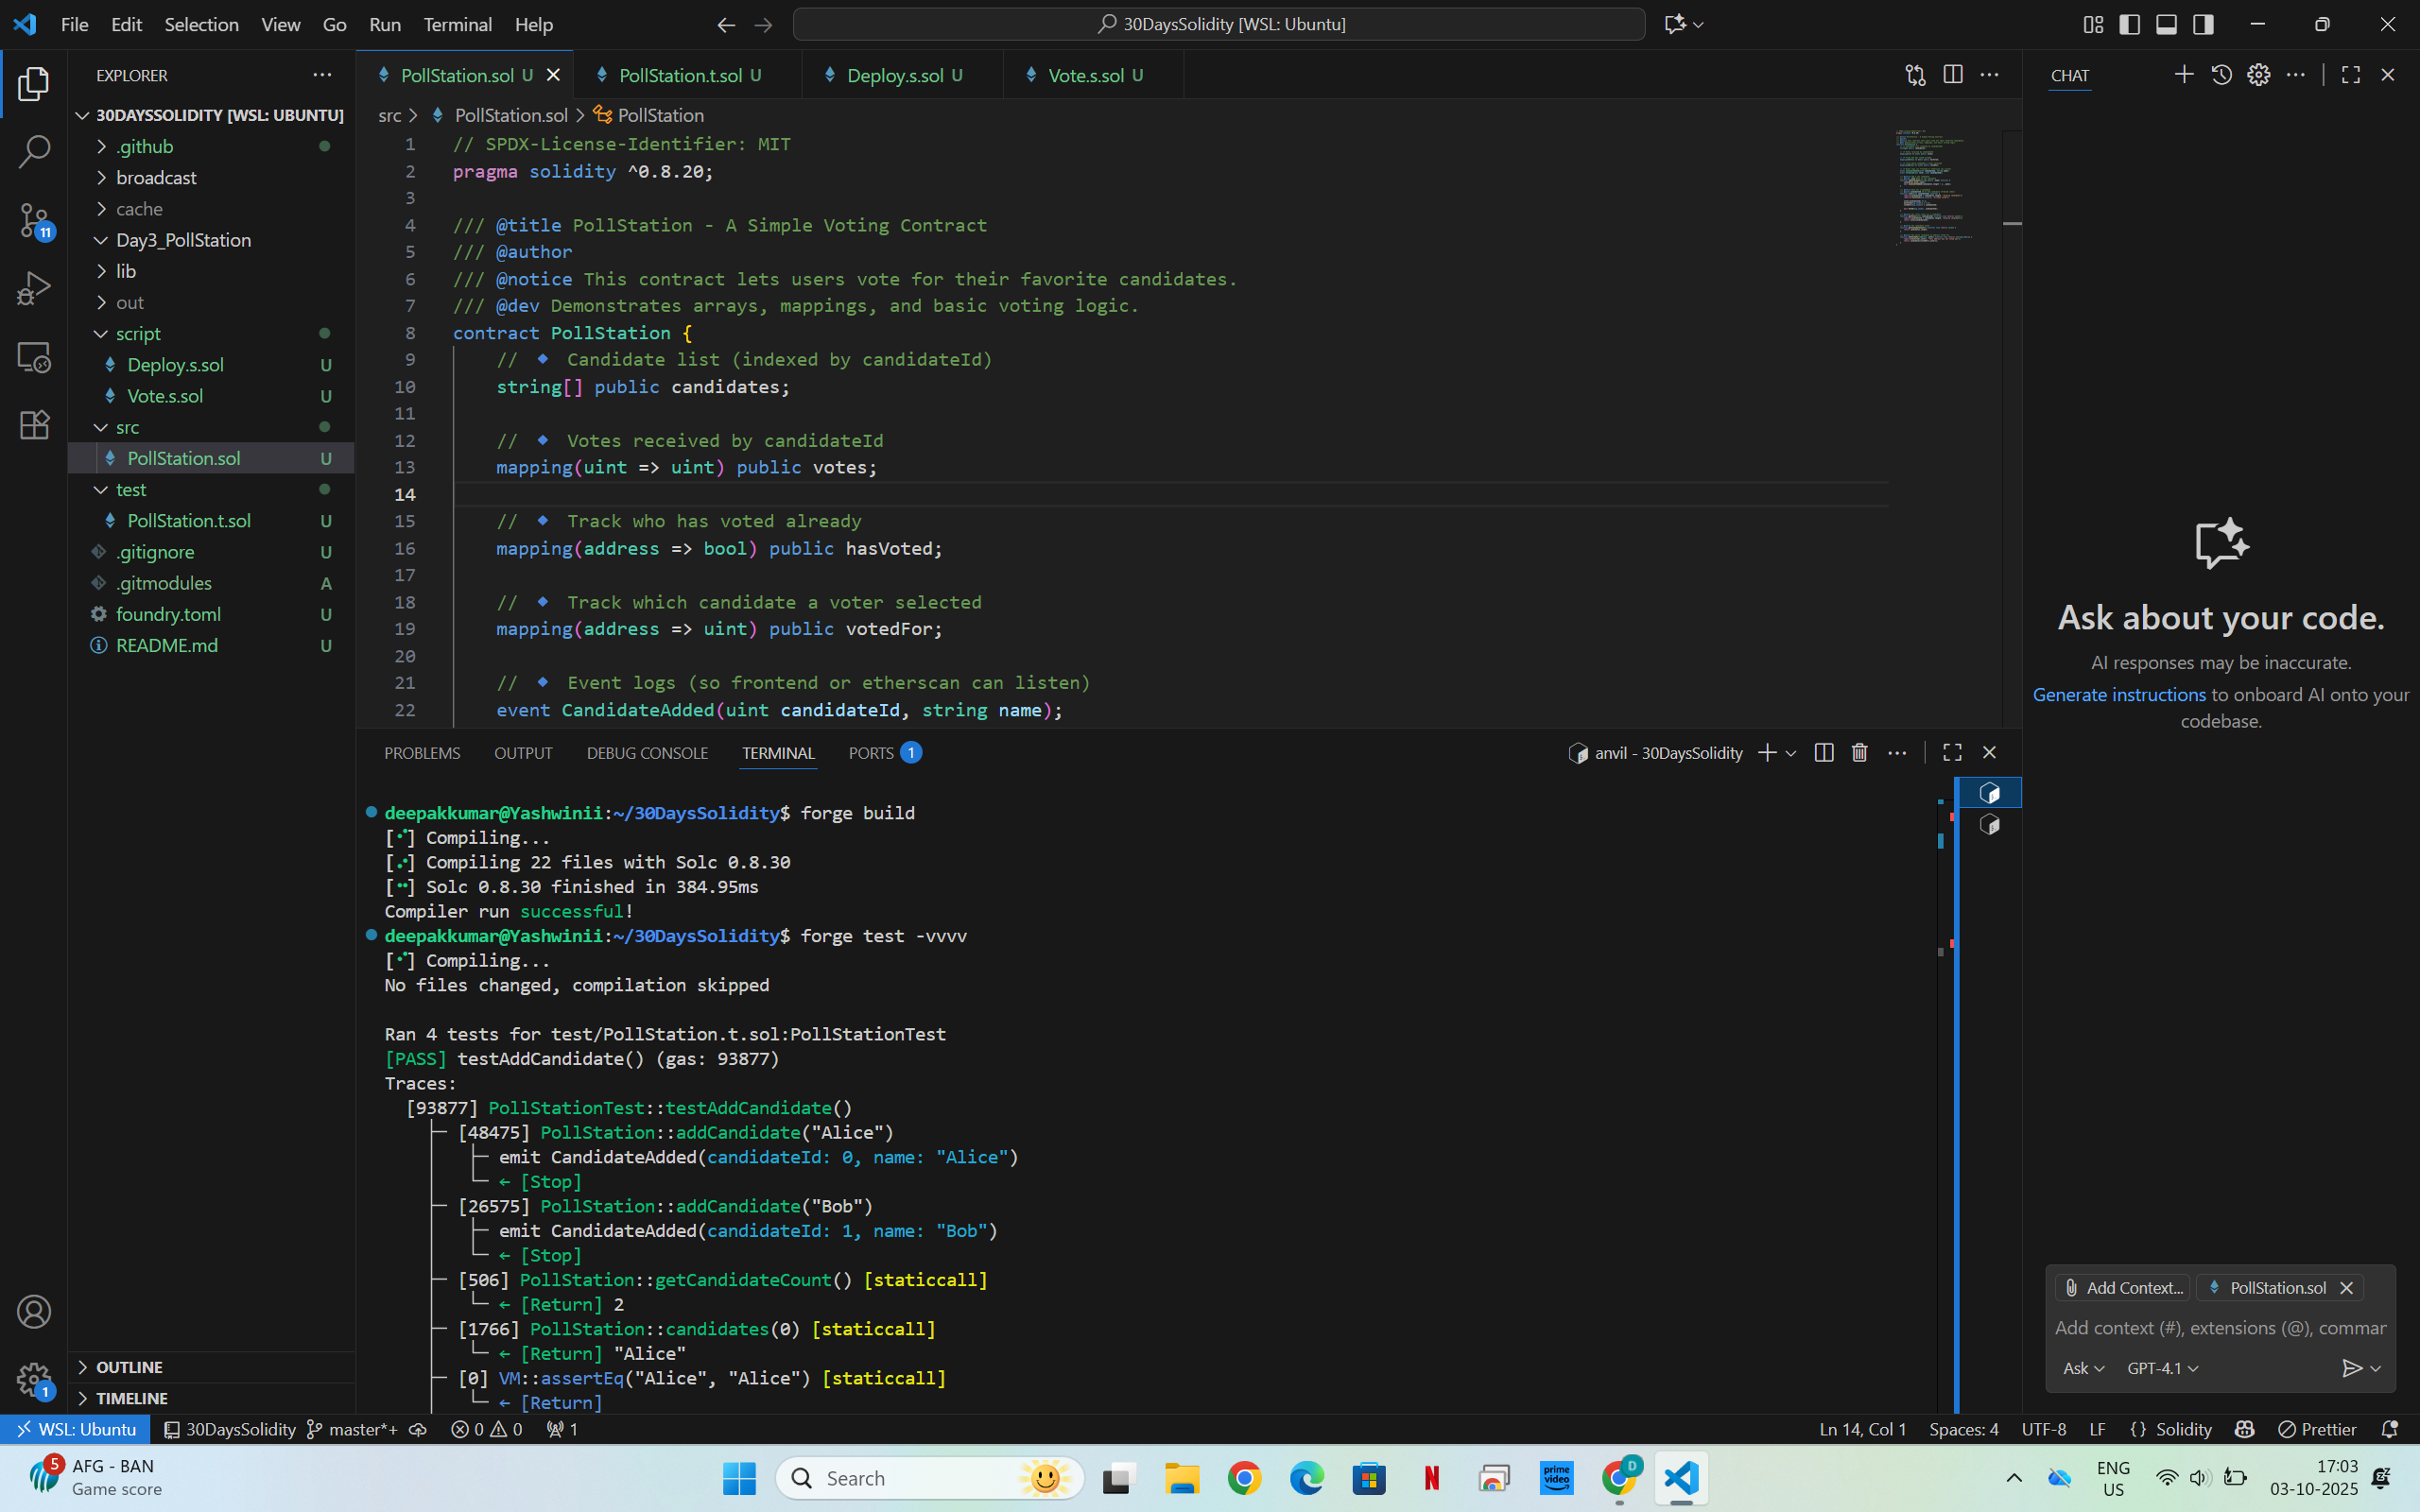 File Edit Selection View Go Run Terminal Help
30DaysSolidity [WSL: Ubuntu]
EXPLORER
30DAYSSOLIDITY [WSL: UBUNTU]
.github
broadcast
cache
Day3_PollStation
lib
out
script
Deploy.s.sol U
Vote.s.sol U
src
PollStation.sol U
test
PollStation.t.sol U
.gitignore U
.gitmodules A
foundry.toml U
README.md U
OUTLINE
TIMELINE
11
1
PollStation.sol U PollStation.t.sol U Deploy.s.sol U Vote.s.sol U
src > PollStation.sol > PollStation
1 // SPDX-License-Identifier: MIT
2 pragma solidity ^0.8.20;
3
4 /// @title PollStation - A Simple Voting Contract
5 /// @author
6 /// @notice This contract lets users vote for their favorite candidates.
7 /// @dev Demonstrates arrays, mappings, and basic voting logic.
8 contract PollStation {
9 // 🔹 Candidate list (indexed by candidateId)
10 string[] public candidates;
11
12 // 🔹 Votes received by candidateId
13 mapping(uint => uint) public votes;
14
15 // 🔹 Track who has voted already
16 mapping(address => bool) public hasVoted;
17
18 // 🔹 Track which candidate a voter selected
19 mapping(address => uint) public votedFor;
20
21 // 🔹 Event logs (so frontend or etherscan can listen)
22 event CandidateAdded(uint candidateId, string name);
PROBLEMS OUTPUT DEBUG CONSOLE TERMINAL PORTS 1
anvil - 30DaysSolidity
deepakkumar@Yashwinii:~/30DaysSolidity$ forge build
[⠊] Compiling...
[⠔] Compiling 22 files with Solc 0.8.30
[⠒] Solc 0.8.30 finished in 384.95ms
Compiler run successful!
deepakkumar@Yashwinii:~/30DaysSolidity$ forge test -vvvv
[⠊] Compiling...
No files changed, compilation skipped
Ran 4 tests for test/PollStation.t.sol:PollStationTest
[PASS] testAddCandidate() (gas: 93877)
Traces:
[93877] PollStationTest::testAddCandidate()
├─ [48475] PollStation::addCandidate("Alice")
│ ├─ emit CandidateAdded(candidateId: 0, name: "Alice")
│ └─ ← [Stop]
├─ [26575] PollStation::addCandidate("Bob")
│ ├─ emit CandidateAdded(candidateId: 1, name: "Bob")
│ └─ ← [Stop]
├─ [506] PollStation::getCandidateCount() [staticcall]
│ └─ ← [Return] 2
├─ [1766] PollStation::candidates(0) [staticcall]
│ └─ ← [Return] "Alice"
├─ [0] VM::assertEq("Alice", "Alice") [staticcall]
│ └─ ← [Return]
CHAT
Ask about your code.
AI responses may be inaccurate.
Generate instructions to onboard AI onto your
codebase.
Add Context... PollStation.sol
Add context (#), extensions (@), commar
Ask GPT-4.1
WSL: Ubuntu 30DaysSolidity master*+ 0 0 1 Ln 14, Col 1 Spaces: 4 UTF-8 LF {} Solidity Prettier
5
AFG - BAN
Game score
Search
prime video
D
ENG
US
17:03
03-10-2025